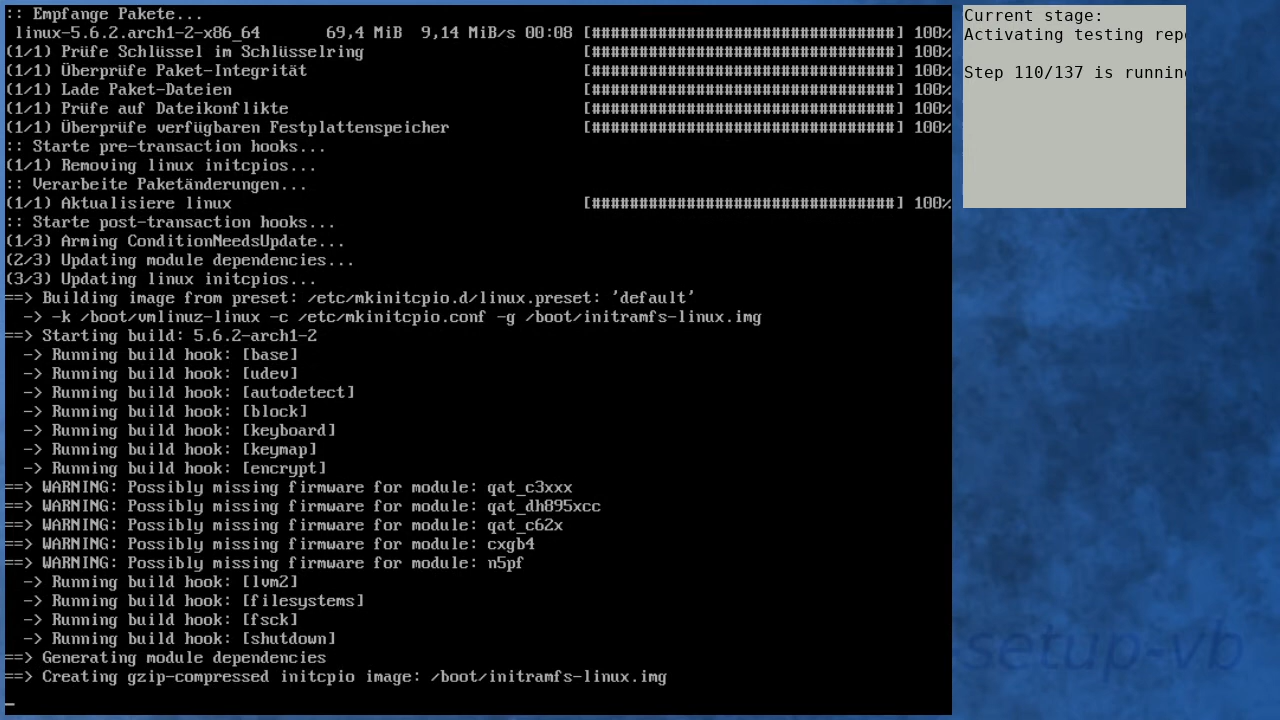 :: Empfange Pakete...
linux-5.6.2.arch1-2-x86_64 69,4 MiB 9,14 MiB/s 00:08 [################################] 100%
(1/1) Prüfe Schlüssel im Schlüsselring [################################] 100%
(1/1) Überprüfe Paket-Integrität [################################] 100%
(1/1) Lade Paket-Dateien [################################] 100%
(1/1) Prüfe auf Dateikonflikte [################################] 100%
(1/1) Überprüfe verfügbaren Festplattenspeicher [################################] 100%
:: Starte pre-transaction hooks...
(1/1) Removing linux initcpios...
:: Verarbeite Paketänderungen...
(1/1) Aktualisiere linux [################################] 100%
:: Starte post-transaction hooks...
(1/3) Arming ConditionNeedsUpdate...
(2/3) Updating module dependencies...
(3/3) Updating linux initcpios...
==> Building image from preset: /etc/mkinitcpio.d/linux.preset: 'default'
-> -k /boot/vmlinuz-linux -c /etc/mkinitcpio.conf -g /boot/initramfs-linux.img
==> Starting build: 5.6.2-arch1-2
-> Running build hook: [base]
-> Running build hook: [udev]
-> Running build hook: [autodetect]
-> Running build hook: [block]
-> Running build hook: [keyboard]
-> Running build hook: [keymap]
-> Running build hook: [encrypt]
==> WARNING: Possibly missing firmware for module: qat_c3xxx
==> WARNING: Possibly missing firmware for module: qat_dh895xcc
==> WARNING: Possibly missing firmware for module: qat_c62x
==> WARNING: Possibly missing firmware for module: cxgb4
==> WARNING: Possibly missing firmware for module: n5pf
-> Running build hook: [lvm2]
-> Running build hook: [filesystems]
-> Running build hook: [fsck]
-> Running build hook: [shutdown]
==> Generating module dependencies
==> Creating gzip-compressed initcpio image: /boot/initramfs-linux.img
Current stage:
Activating testing repo
Step 110/137 is running
setup-vb